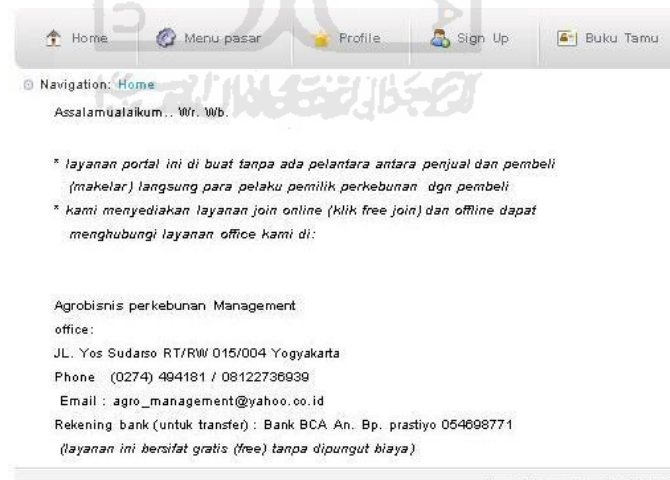 Home Menu pasar Profile Sign Up Buku Tamu
Navigation: Home
Assalamualaikum.. Wr. Wb.
* layanan portal ini di buat tanpa ada pelantara antara penjual dan pembeli
(makelar) langsung para pelaku pemilik perkebunan dgn pembeli
* kami menyediakan layanan join online (klik free join) dan offline dapat
menghubungi layanan office kami di:
Agrobisnis perkebunan Management
office:
JL. Yos Sudarso RT/RW 015/004 Yogyakarta
Phone (0274) 494181 / 08122736939
Email : agro_management@yahoo.co.id
Rekening bank (untuk transfer) : Bank BCA An. Bp. prastiyo 054698771
(layanan ini bersifat gratis (free) tanpa dipungut biaya)